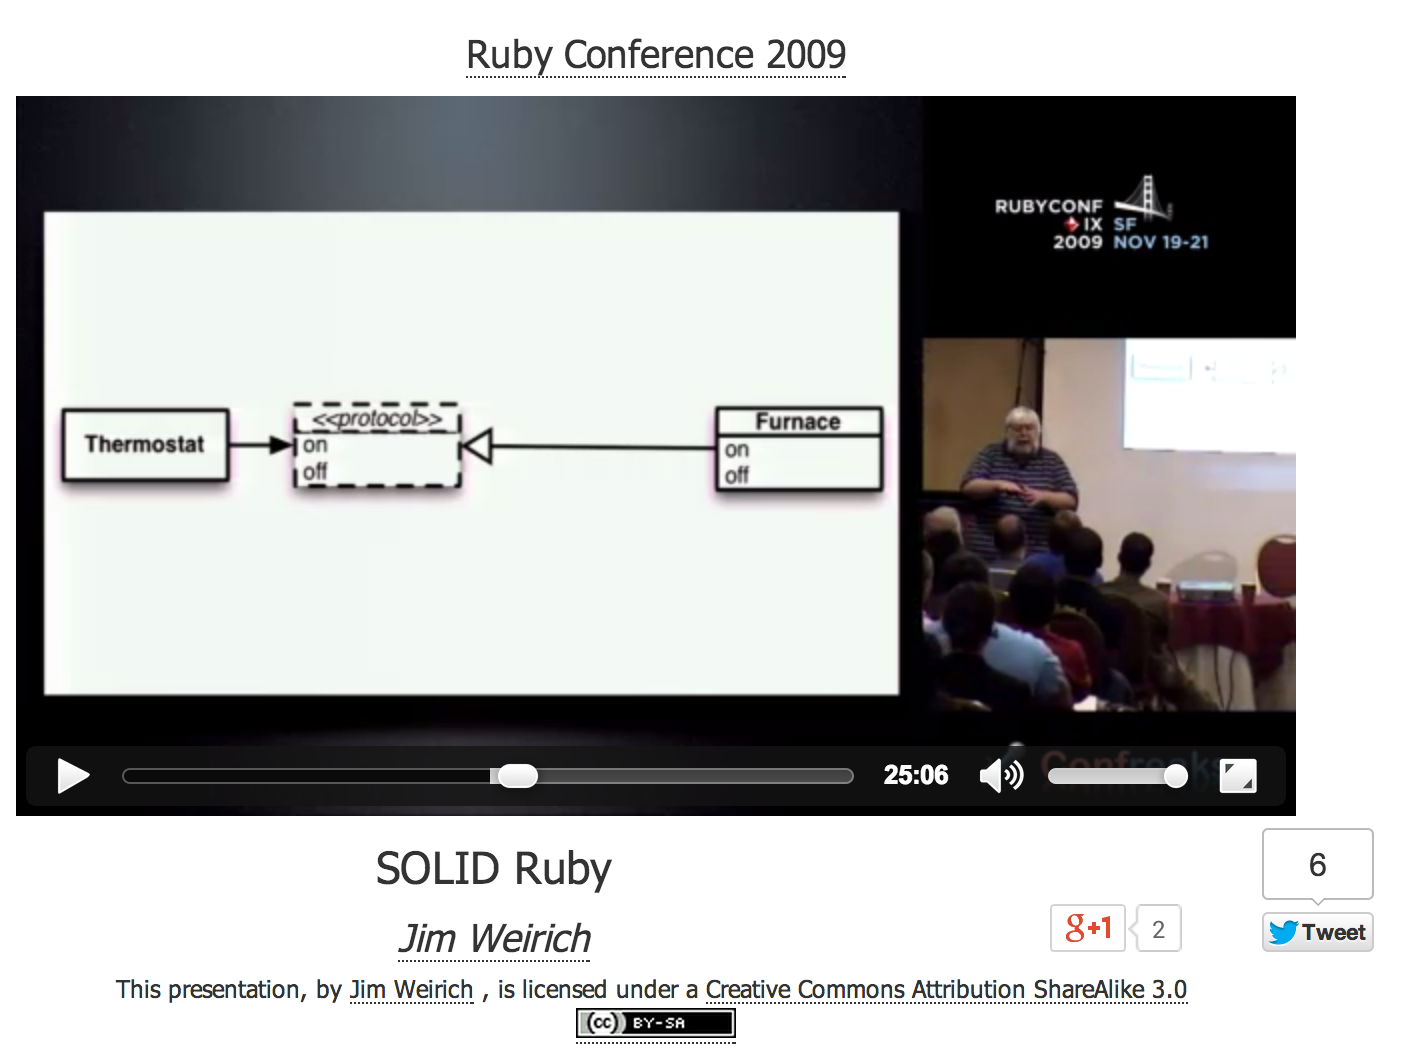 Ruby Conference 2009
RUBYCONF
IX SF
2009 NOV 19-21
Thermostat
<<protocol>>
on
off
Furnace
on
off
25:06
Confreaks
SOLID Ruby
Jim Weirich
g+1 2
6
Tweet
This presentation, by Jim Weirich , is licensed under a Creative Commons Attribution ShareAlike 3.0
(cc) BY-SA